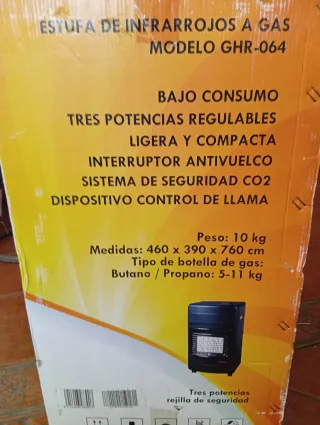 ESTUFA DE INFRARROJOS A GAS
MODELO GHR-064
BAJO CONSUMO
TRES POTENCIAS REGULABLES
LIGERA Y COMPACTA
INTERRUPTOR ANTIVUELCO
SISTEMA DE SEGURIDAD CO2
DISPOSITIVO CONTROL DE LLAMA
Peso: 10 kg
Medidas: 460 x 390 x 760 cm
Tipo de botella de gas:
Butano / Propano: 5-11 kg
Tres potencias
rejilla de seguridad